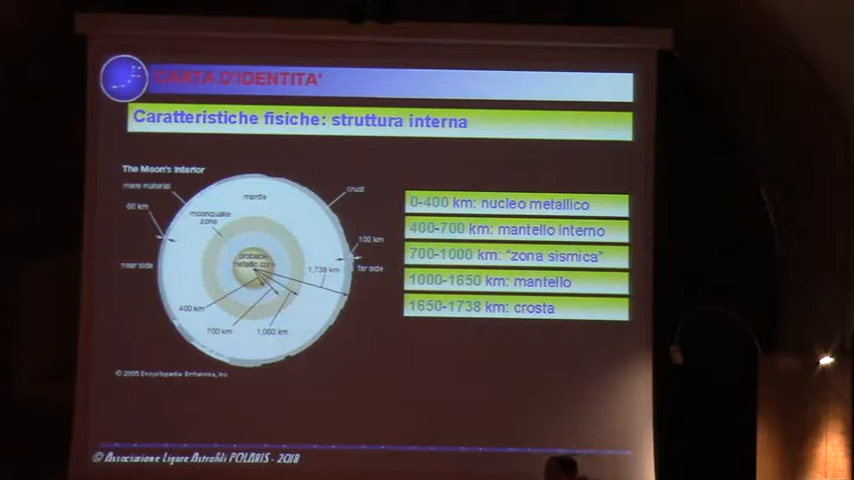 CARTA D'IDENTITA'
Caratteristiche fisiche: struttura interna
The Moon's Interior
mare material
60 km
near side
mantle
moonquake
zone
crust
100 km
far side
probable
metallic core
1,738 km
400 km
700 km
1,000 km
© 2005 Encyclopædia Britannica, Inc
0-400 km: nucleo metallico
400-700 km: mantello interno
700-1000 km: "zona sismica"
1000-1650 km: mantello
1650-1738 km: crosta
© Associazione Ligure Astrofili POLARIS - 2018